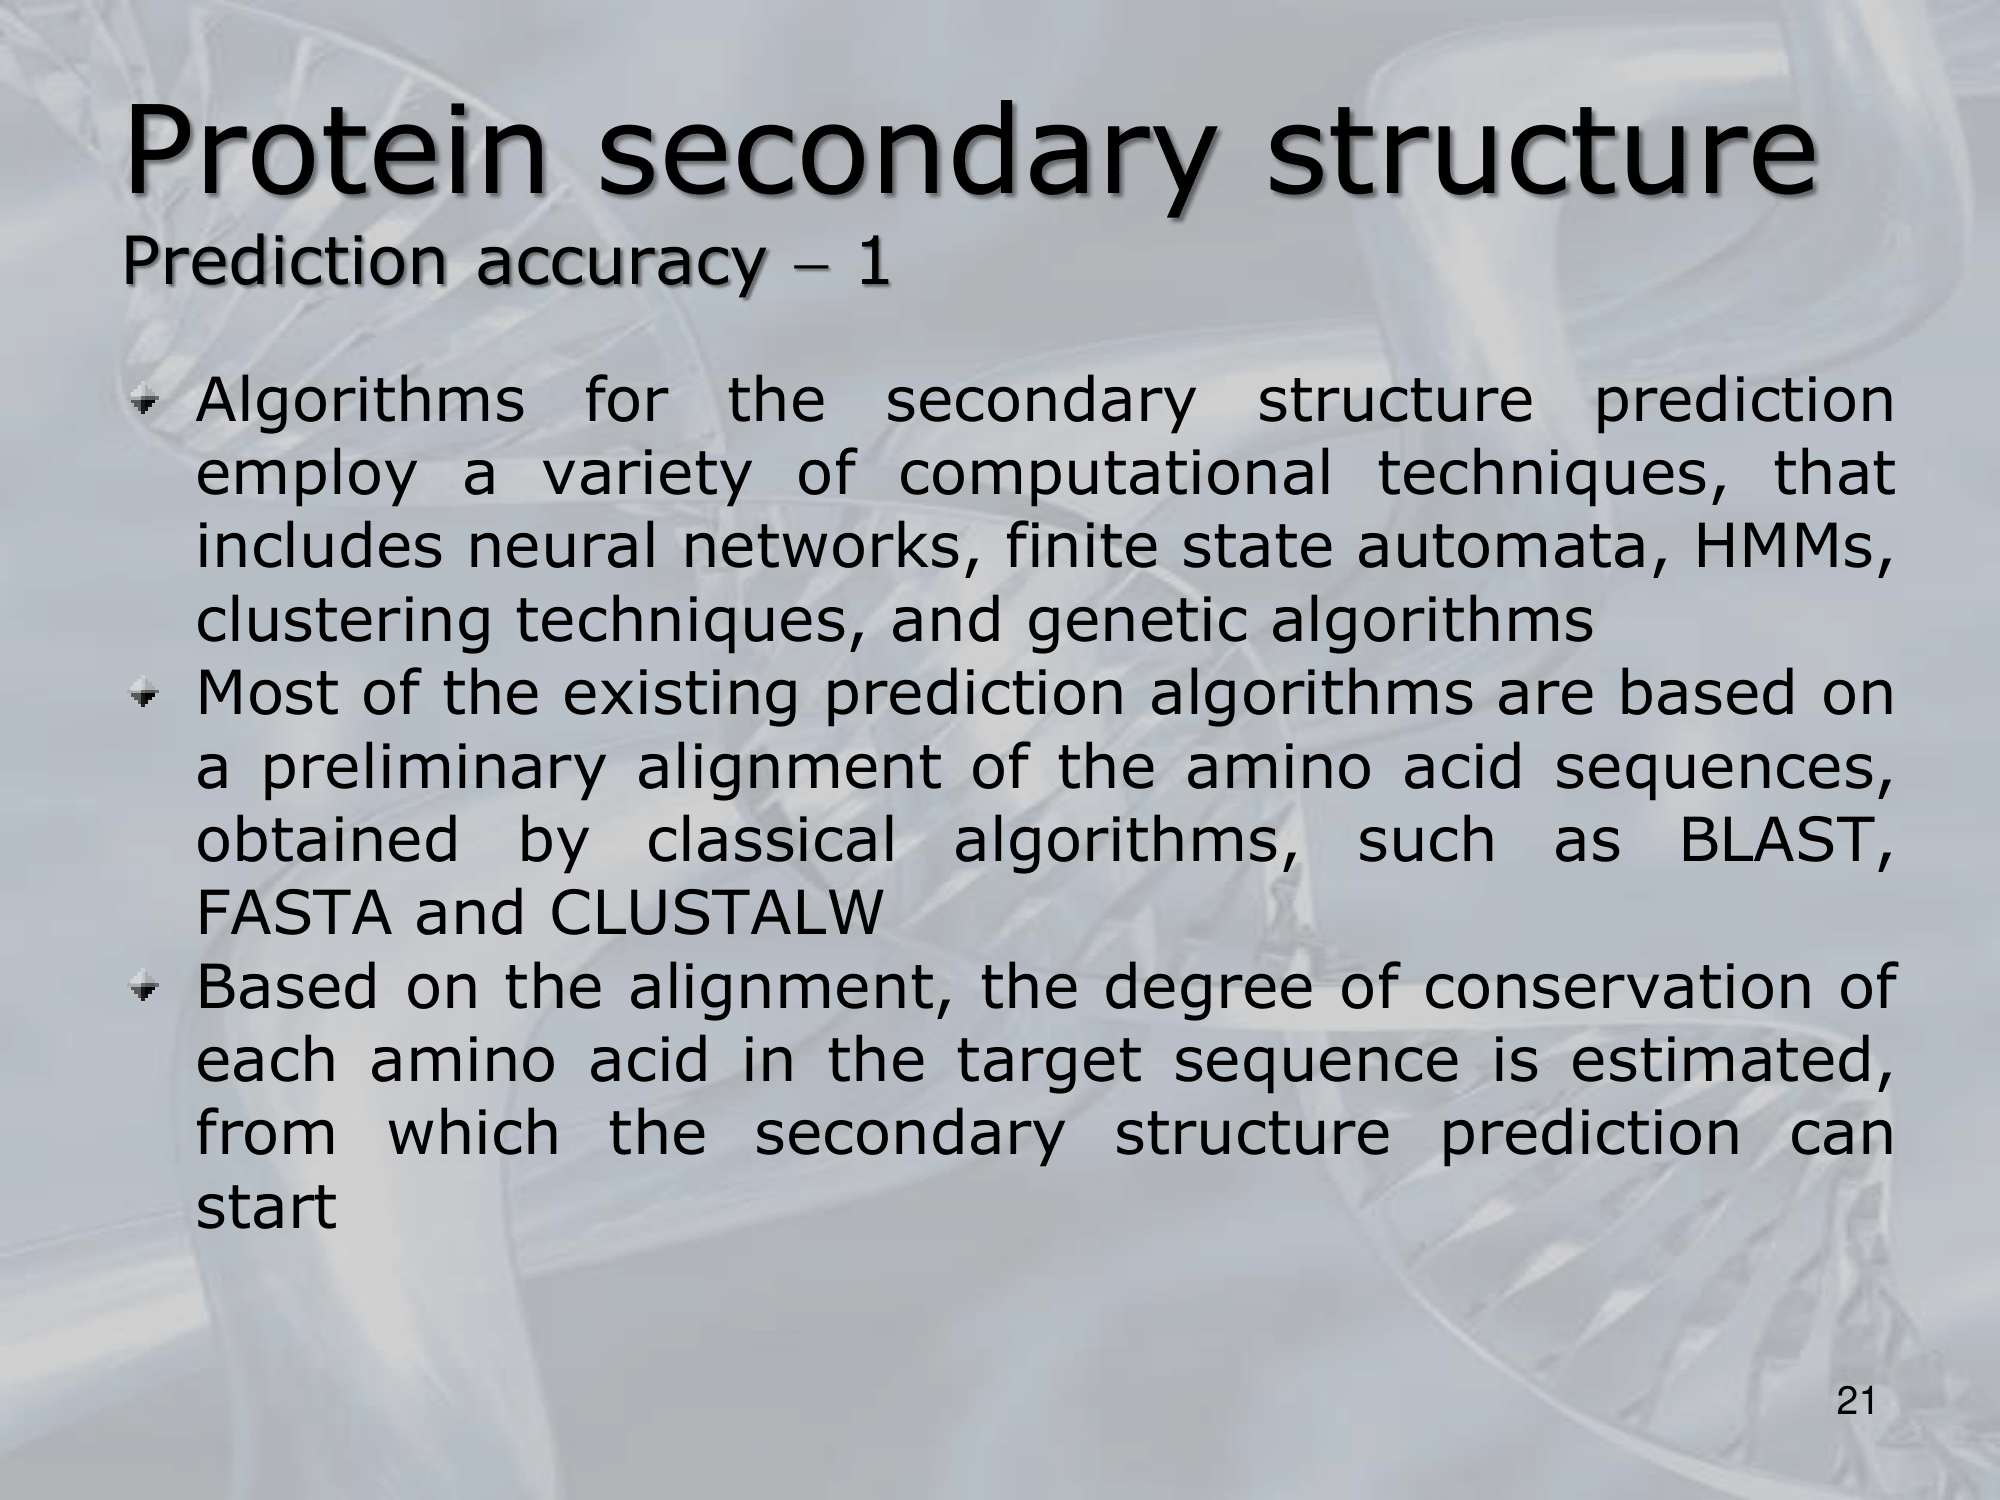 Protein secondary structure
Prediction accuracy – 1
Algorithms for the secondary structure prediction
employ a variety of computational techniques, that
includes neural networks, finite state automata, HMMs,
clustering techniques, and genetic algorithms
Most of the existing prediction algorithms are based on
a preliminary alignment of the amino acid sequences,
obtained by classical algorithms, such as BLAST,
FASTA and CLUSTALW
Based on the alignment, the degree of conservation of
each amino acid in the target sequence is estimated,
from which the secondary structure prediction can
start
21